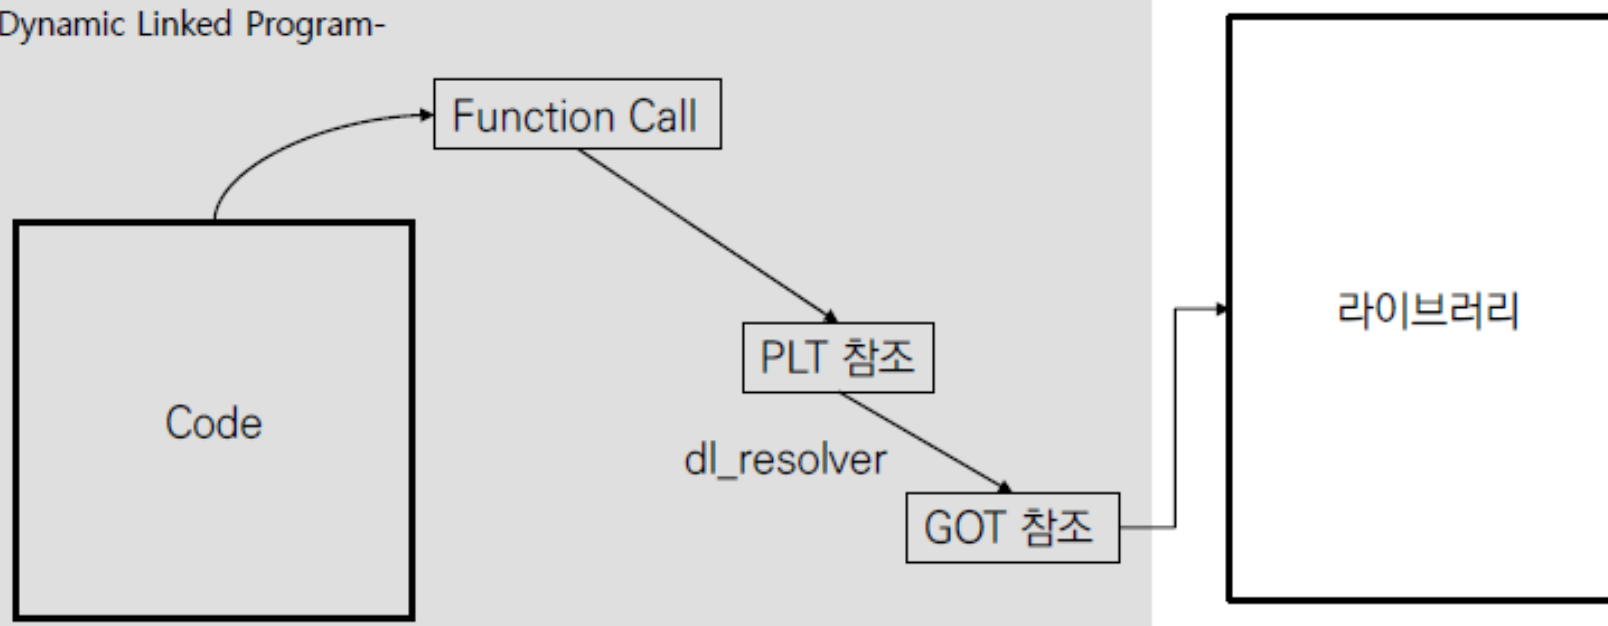 Dynamic Linked Program-
Function Call
라이브러리
PLT 참조
Code
dl_resolver
GOT 참조